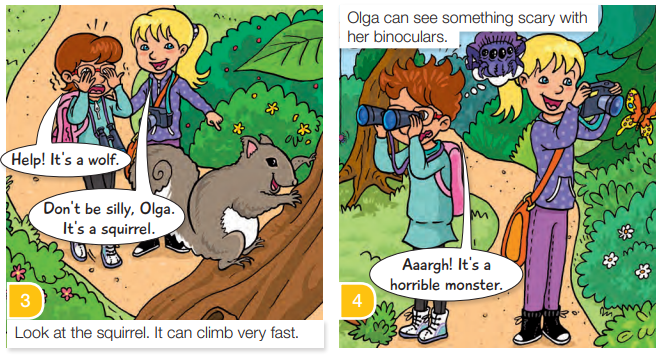 Help! It's a wolf.
Don't be silly, Olga.
It's a squirrel.
3
Look at the squirrel. It can climb very fast.
Olga can see something scary with
her binoculars.
Aaargh! It's a
horrible monster.
4